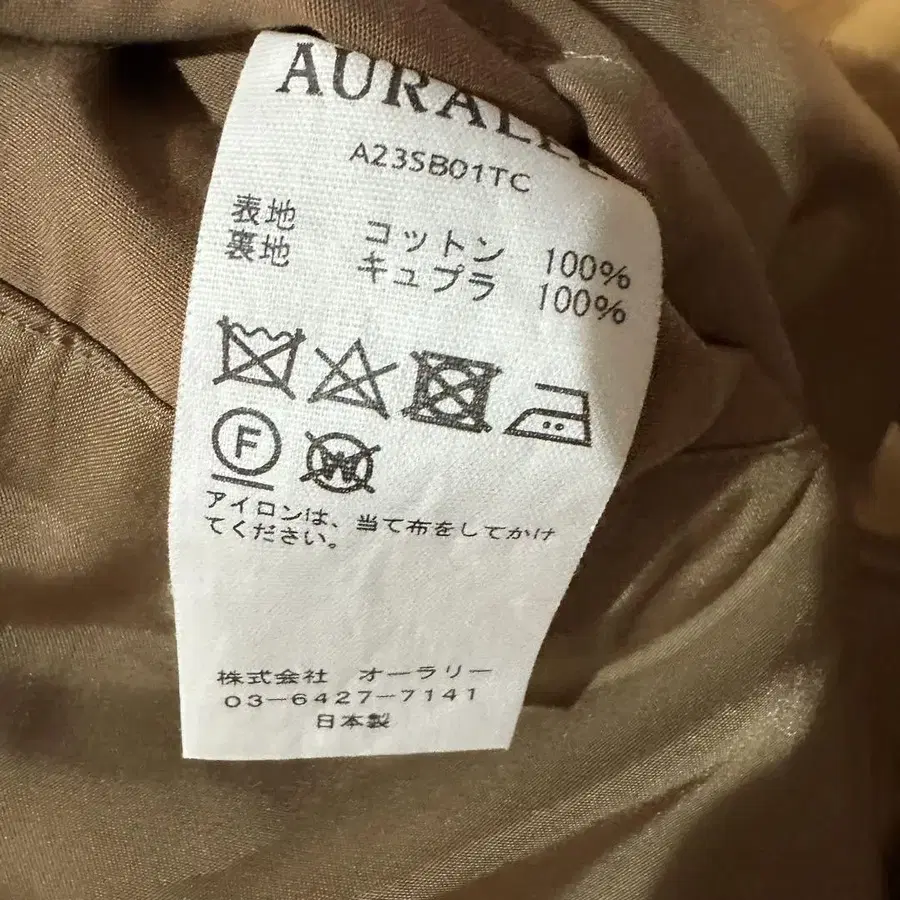 AURALEE
A23SB01TC
表地 コットン 100%
裏地 キュプラ 100%
F
W
アイロンは、当て布をしてかけ
てください。
株式会社 オーラリー
03-6427-7141
日本製